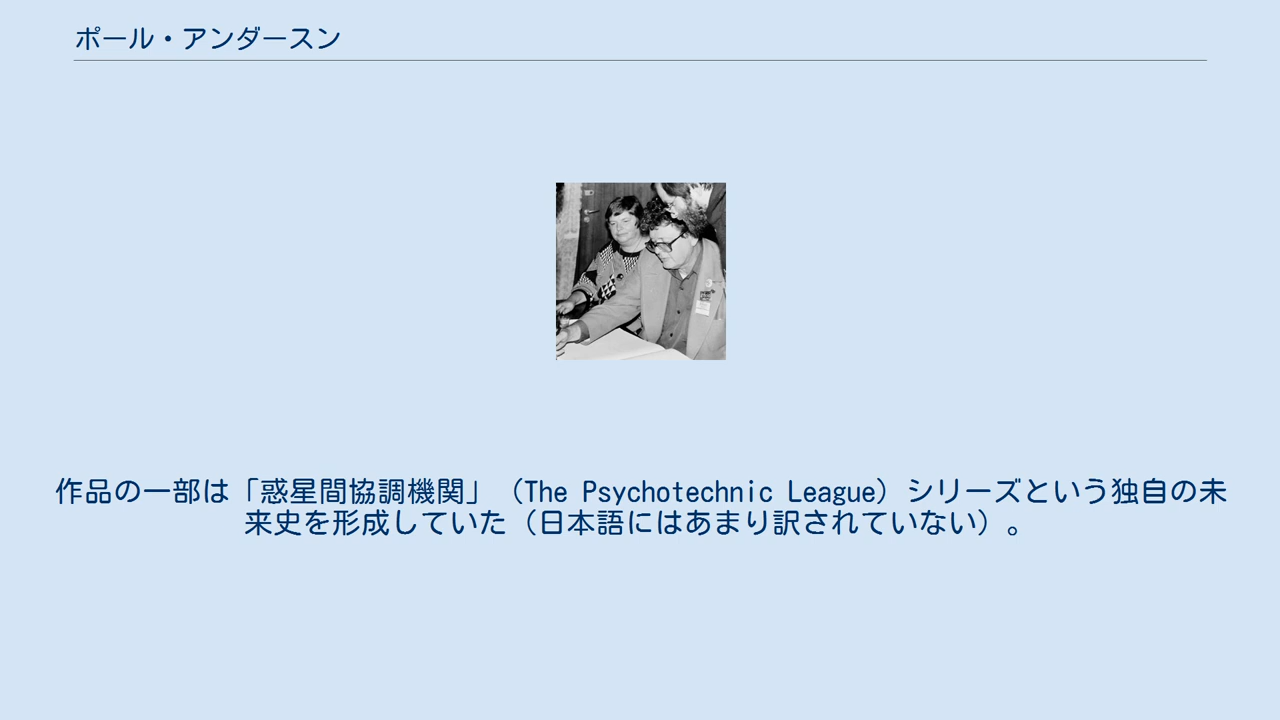 ポール・アンダースン
作品の一部は「惑星間協調機関」（The Psychotechnic League）シリーズという独自の未
来史を形成していた（日本語にはあまり訳されていない）。